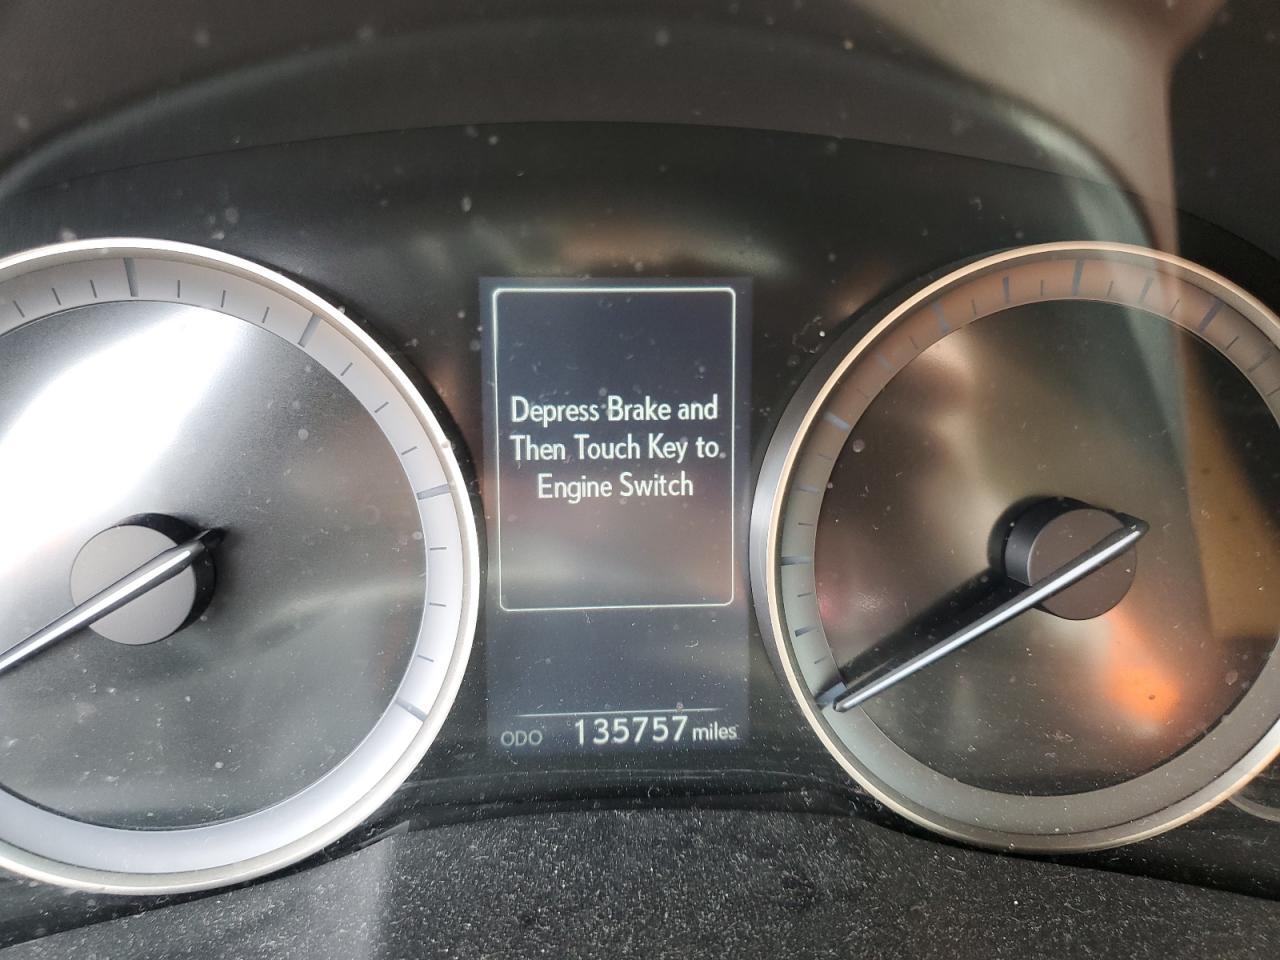 Depress Brake and
Then Touch Key to
Engine Switch
ODO 135757 miles